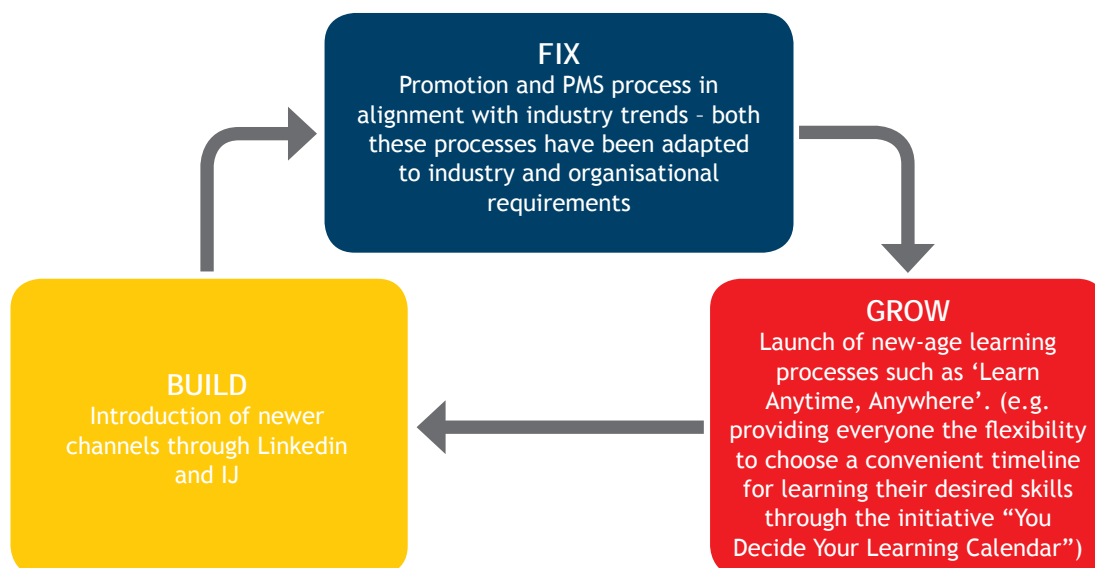 FIX
Promotion and PMS process in
alignment with industry trends – both
these processes have been adapted
to industry and organisational
requirements
GROW
Launch of new-age learning
processes such as ‘Learn
Anytime, Anywhere’. (e.g.
providing everyone the flexibility
to choose a convenient timeline
for learning their desired skills
through the initiative “You
Decide Your Learning Calendar”)
BUILD
Introduction of newer
channels through Linkedin
and IJ